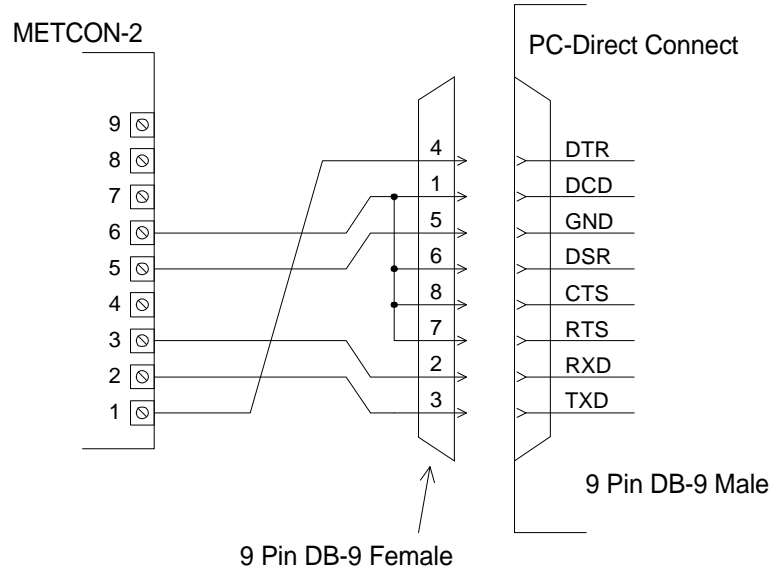 METCON-2
PC-Direct Connect
9
8
7
6
5
4
3
2
1
4
1
5
6
8
7
2
3
DTR
DCD
GND
DSR
CTS
RTS
RXD
TXD
9 Pin DB-9 Male
9 Pin DB-9 Female